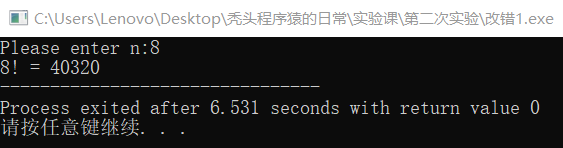 C:\Users\Lenovo\Desktop\秃头程序猿的日常\实验课\第二次实验\改错1.exe
Please enter n:8
8! = 40320
--------------------------------
Process exited after 6.531 seconds with return value 0
请按任意键继续. . .